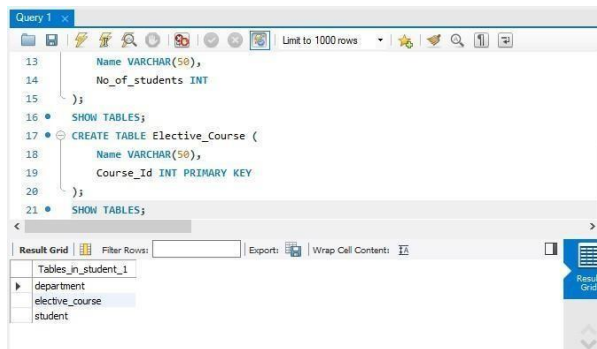 Query 1 ×
Limit to 1000 rows
13 Name VARCHAR(50),
14 No_of_students INT
15 );
16 SHOW TABLES;
17 CREATE TABLE Elective_Course (
18 Name VARCHAR(50),
19 Course_Id INT PRIMARY KEY
20 );
21 SHOW TABLES;
Result Grid Filter Rows: Export: Wrap Cell Content: IA
Tables_in_student_1
department
elective_course
student
Result
Grid